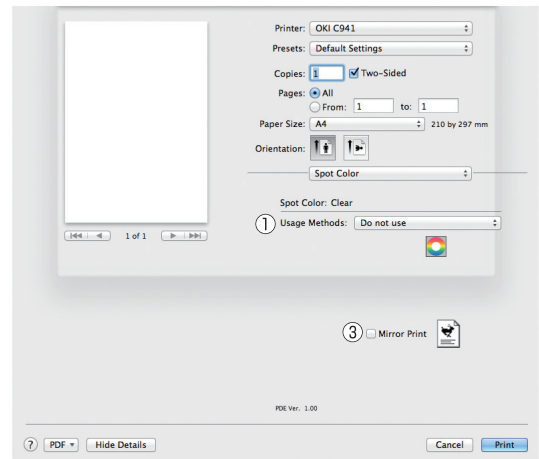 Printer: OKI C941
Presets: Default Settings
Copies: 1 Two-Sided
Pages: All
From: 1 to: 1
Paper Size: A4 210 by 297 mm
Orientation:
Spot Color
Spot Color: Clear
① Usage Methods: Do not use
1 of 1
③ Mirror Print
PDE Ver. 1.00
? PDF Hide Details Cancel Print